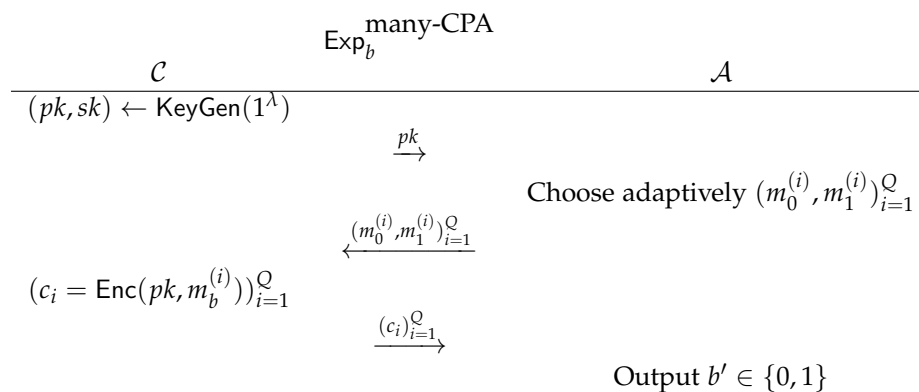 Exp_b^{many-CPA}
𝒞 𝒜
(pk, sk) ← KeyGen(1^λ)
pk →
Choose adaptively (m_0^{(i)}, m_1^{(i)})_{i=1}^Q
(m_0^{(i)}, m_1^{(i)})_{i=1}^Q ←
(c_i = Enc(pk, m_b^{(i)}))_{i=1}^Q
(c_i)_{i=1}^Q →
Output b′ ∈ {0, 1}